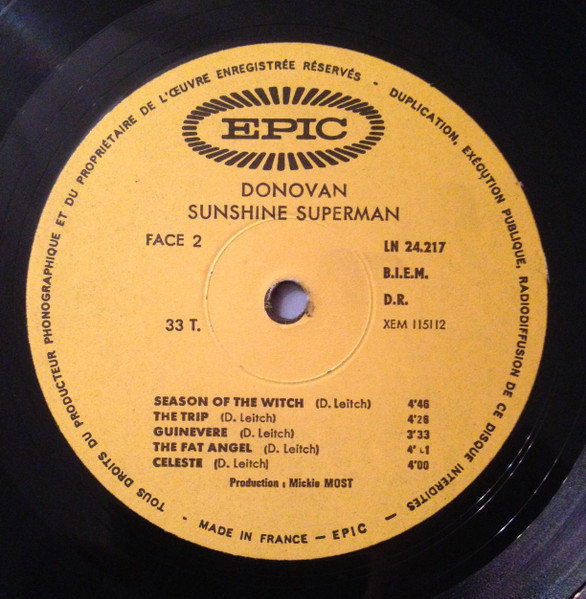 TOUS DROITS DU PRODUCTEUR PHONOGRAPHIQUE ET DU PROPRIÉTAIRE DE L'ŒUVRE ENREGISTRÉE RÉSERVÉS - DUPLICATION, EXÉCUTION PUBLIQUE, RADIODIFFUSION DE CE DISQUE INTERDITES
EPIC
DONOVAN
SUNSHINE SUPERMAN
FACE 2
LN 24.217
B.I.E.M.
D.R.
33 T.
XEM 115112
SEASON OF THE WITCH (D. Leitch) 4'46
THE TRIP (D. Leitch) 4'26
GUINEVERE (D. Leitch) 3'33
THE FAT ANGEL (D. Leitch)
CELESTE (D. Leitch) 4'00
Production : Mickie MOST
- MADE IN FRANCE - EPIC -